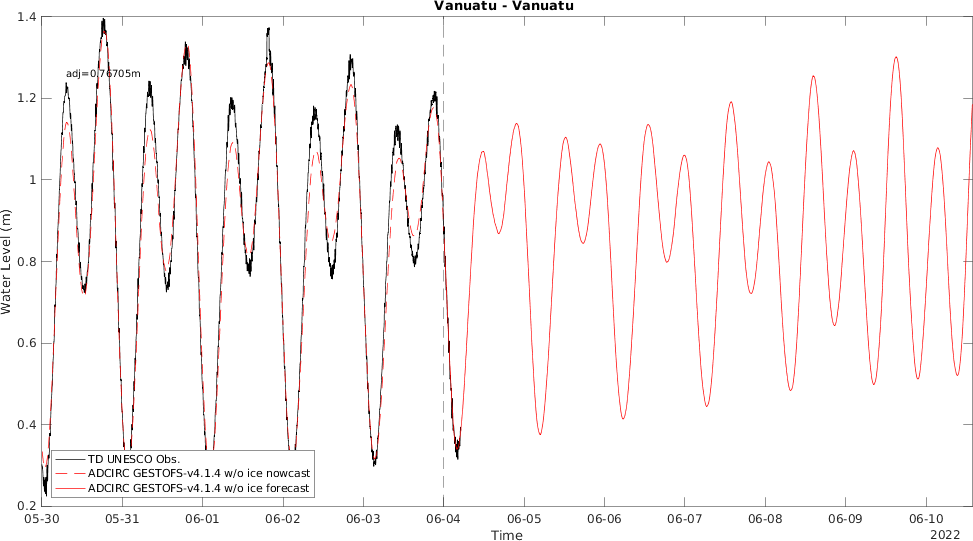 Vanuatu - Vanuatu
1.4
1.2
1
0.8
0.6
0.4
0.2
Water Level (m)
adj=0.76705m
TD UNESCO Obs.
ADCIRC GESTOFS-v4.1.4 w/o ice nowcast
ADCIRC GESTOFS-v4.1.4 w/o ice forecast
05-30 05-31 06-01 06-02 06-03 06-04 06-05 06-06 06-07 06-08 06-09 06-10
2022
Time